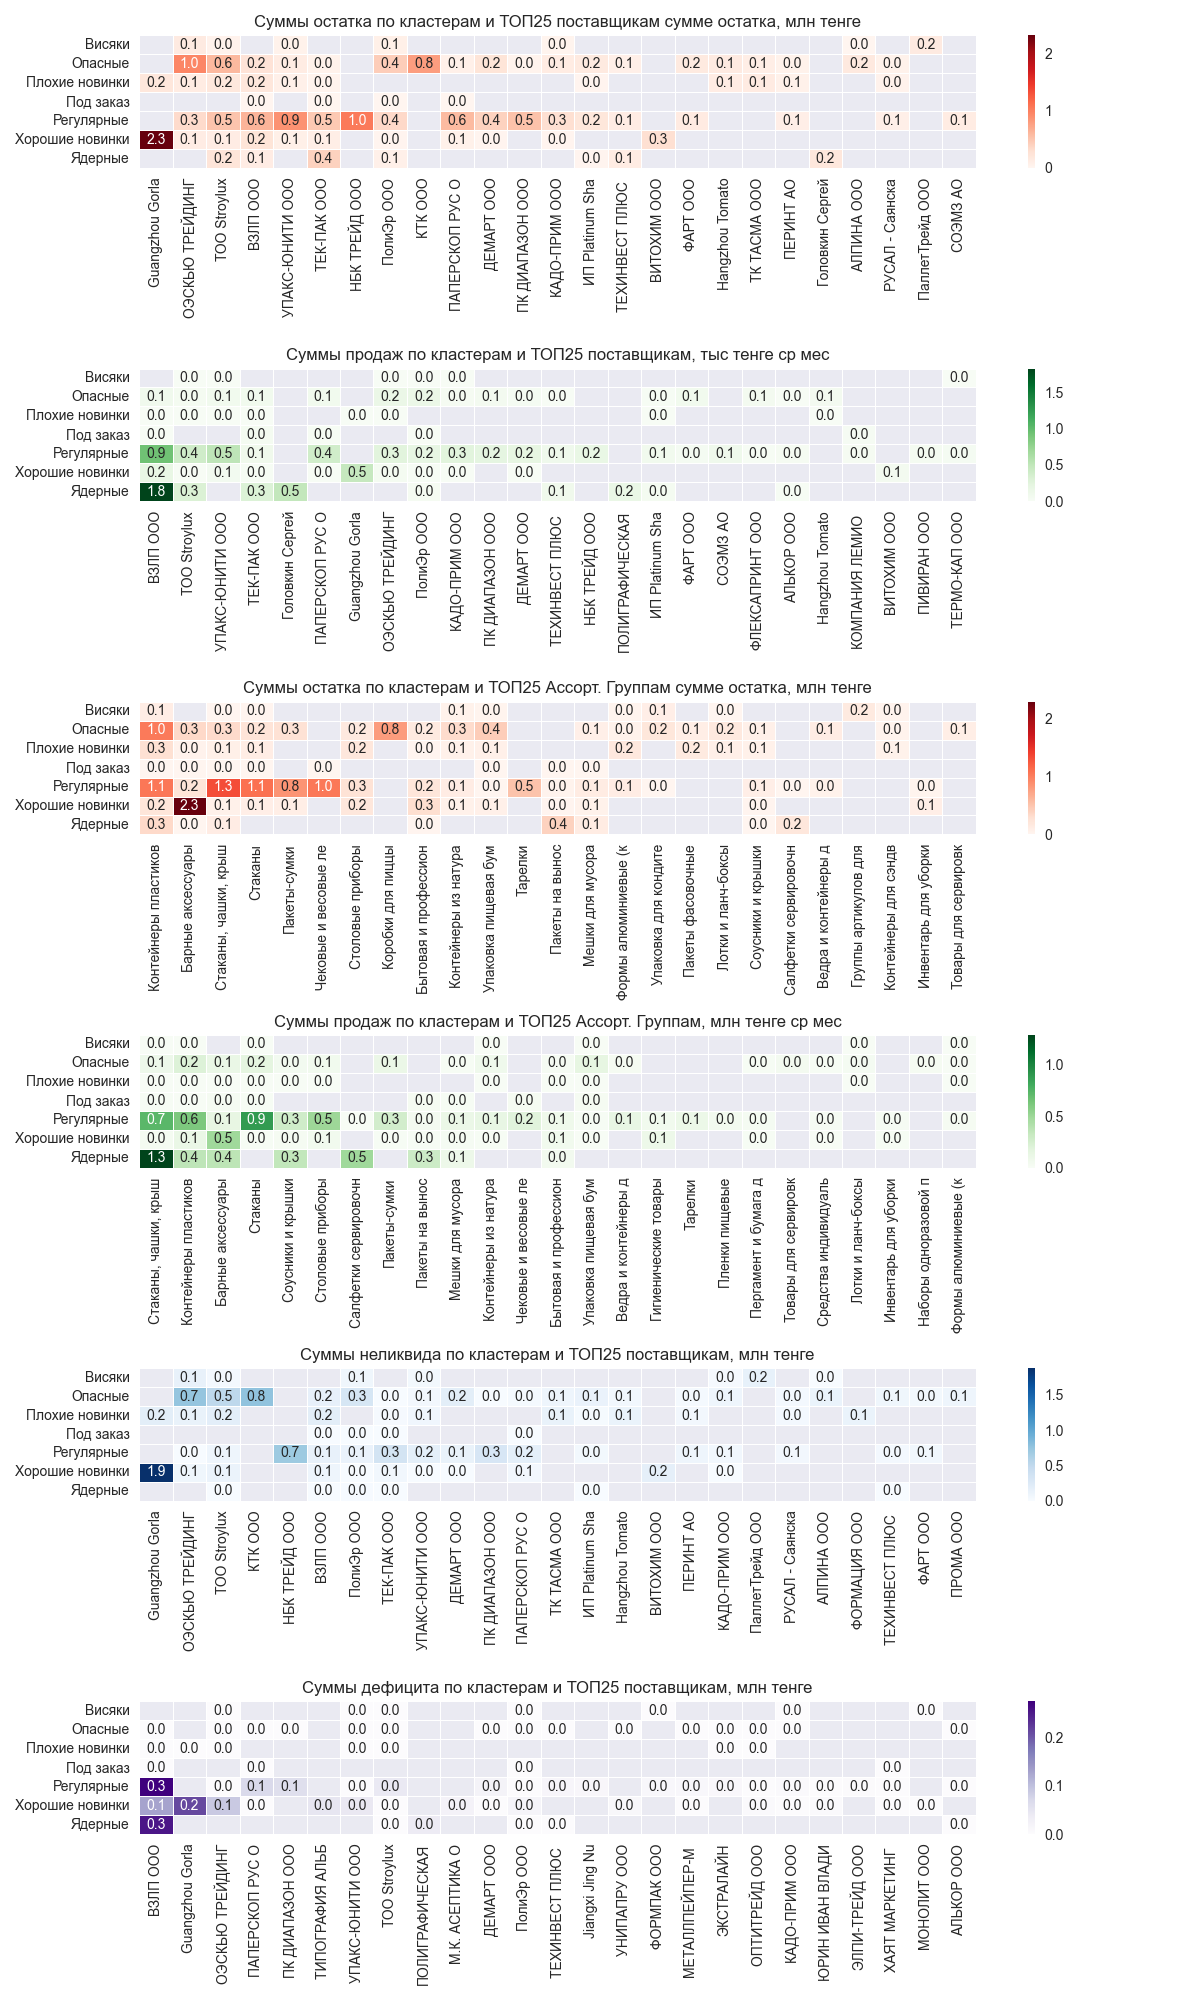 Суммы остатка по кластерам и ТОП25 поставщикам сумме остатка, млн тенге
Висяки 0.1 0.0 0.0 0.1 0.0 0.0 0.2
Опасные 1.0 0.6 0.2 0.1 0.0 0.4 0.8 0.1 0.2 0.0 0.1 0.2 0.1 0.2 0.1 0.1 0.0 0.2 0.0
Плохие новинки 0.2 0.1 0.2 0.2 0.1 0.0 0.0 0.1 0.1 0.1 0.0
Под заказ 0.0 0.0 0.0 0.0
Регулярные 0.3 0.5 0.6 0.9 0.5 1.0 0.4 0.6 0.4 0.5 0.3 0.2 0.1 0.1 0.1 0.1 0.1
Хорошие новинки 2.3 0.1 0.1 0.2 0.1 0.1 0.0 0.1 0.0 0.0 0.3
Ядерные 0.2 0.1 0.4 0.1 0.0 0.1 0.2
2
1
0
Guangzhou Gorla
ОЭСКЬЮ ТРЕЙДИНГ
ТОО Stroylux
ВЗЛП ООО
УПАКС-ЮНИТИ ООО
ТЕК-ПАК ООО
НБК ТРЕЙД ООО
ПолиЭр ООО
КТК ООО
ПАПЕРСКОП РУС О
ДЕМАРТ ООО
ПК ДИАПАЗОН ООО
КАДО-ПРИМ ООО
ИП Platinum Sha
ТЕХИНВЕСТ ПЛЮС
ВИТОХИМ ООО
ФАРТ ООО
Hangzhou Tomato
ТК ТАСМА ООО
ПЕРИНТ АО
Головкин Сергей
АЛПИНА ООО
РУСАЛ - Саянска
ПаллетТрейд ООО
СОЭМЗ АО
Суммы продаж по кластерам и ТОП25 поставщикам, тыс тенге ср мес
Висяки 0.0 0.0 0.0 0.0 0.0 0.0
Опасные 0.1 0.0 0.1 0.1 0.1 0.2 0.2 0.0 0.1 0.0 0.0 0.0 0.1 0.1 0.0 0.1
Плохие новинки 0.0 0.0 0.0 0.0 0.0 0.0 0.0 0.0
Под заказ 0.0 0.0 0.0 0.0 0.0
Регулярные 0.9 0.4 0.5 0.1 0.4 0.3 0.2 0.3 0.2 0.2 0.1 0.2 0.1 0.0 0.1 0.0 0.0 0.0 0.0 0.0
Хорошие новинки 0.2 0.0 0.1 0.0 0.0 0.5 0.0 0.0 0.0 0.0 0.1
Ядерные 1.8 0.3 0.3 0.5 0.0 0.1 0.2 0.0 0.0
1.5
1.0
0.5
0.0
ВЗЛП ООО
ТОО Stroylux
УПАКС-ЮНИТИ ООО
ТЕК-ПАК ООО
Головкин Сергей
ПАПЕРСКОП РУС О
Guangzhou Gorla
ОЭСКЬЮ ТРЕЙДИНГ
ПолиЭр ООО
КАДО-ПРИМ ООО
ПК ДИАПАЗОН ООО
ДЕМАРТ ООО
ТЕХИНВЕСТ ПЛЮС
НБК ТРЕЙД ООО
ПОЛИГРАФИЧЕСКАЯ
ИП Platinum Sha
ФАРТ ООО
СОЭМЗ АО
ФЛЕКСАПРИНТ ООО
АЛЬКОР ООО
Hangzhou Tomato
КОМПАНИЯ ЛЕМИО
ВИТОХИМ ООО
ПИВИРАН ООО
ТЕРМО-КАП ООО
Суммы остатка по кластерам и ТОП25 Ассорт. Группам сумме остатка, млн тенге
Висяки 0.1 0.0 0.0 0.1 0.0 0.0 0.1 0.0 0.2 0.0
Опасные 1.0 0.3 0.3 0.2 0.3 0.2 0.8 0.2 0.3 0.4 0.1 0.0 0.2 0.1 0.2 0.1 0.1 0.0 0.1
Плохие новинки 0.3 0.0 0.1 0.1 0.2 0.0 0.1 0.1 0.2 0.2 0.1 0.1 0.1
Под заказ 0.0 0.0 0.0 0.0 0.0 0.0 0.0 0.0
Регулярные 1.1 0.2 1.3 1.1 0.8 1.0 0.3 0.2 0.1 0.0 0.5 0.0 0.1 0.1 0.0 0.1 0.0 0.0 0.0
Хорошие новинки 0.2 2.3 0.1 0.1 0.1 0.2 0.3 0.1 0.1 0.0 0.1 0.0 0.1
Ядерные 0.3 0.0 0.1 0.0 0.4 0.1 0.0 0.2
2
1
0
Контейнеры пластиков
Барные аксессуары
Стаканы, чашки, крыш
Стаканы
Пакеты-сумки
Чековые и весовые ле
Столовые приборы
Коробки для пиццы
Бытовая и профессион
Контейнеры из натура
Упаковка пищевая бум
Тарелки
Пакеты на вынос
Мешки для мусора
Формы алюминиевые (к
Упаковка для кондите
Пакеты фасовочные
Лотки и ланч-боксы
Соусники и крышки
Салфетки сервировочн
Ведра и контейнеры д
Группы артикулов для
Контейнеры для сэндв
Инвентарь для уборки
Товары для сервировк
Суммы продаж по кластерам и ТОП25 Ассорт. Группам, млн тенге ср мес
Висяки 0.0 0.0 0.0 0.0 0.0 0.0 0.0
Опасные 0.1 0.2 0.1 0.2 0.0 0.1 0.1 0.0 0.1 0.0 0.1 0.0 0.0 0.0 0.0 0.0 0.0 0.0
Плохие новинки 0.0 0.0 0.0 0.0 0.0 0.0 0.0 0.0 0.0 0.0 0.0
Под заказ 0.0 0.0 0.0 0.0 0.0 0.0 0.0 0.0
Регулярные 0.7 0.6 0.1 0.9 0.3 0.5 0.0 0.3 0.0 0.1 0.1 0.2 0.1 0.0 0.1 0.1 0.1 0.0 0.0 0.0 0.0 0.0
Хорошие новинки 0.0 0.1 0.5 0.0 0.0 0.1 0.0 0.0 0.0 0.0 0.1 0.0 0.1 0.0 0.0 0.0
Ядерные 1.3 0.4 0.4 0.3 0.5 0.3 0.1 0.0
1.0
0.5
0.0
Стаканы, чашки, крыш
Контейнеры пластиков
Барные аксессуары
Стаканы
Соусники и крышки
Столовые приборы
Салфетки сервировочн
Пакеты-сумки
Пакеты на вынос
Мешки для мусора
Контейнеры из натура
Чековые и весовые ле
Бытовая и профессион
Упаковка пищевая бум
Ведра и контейнеры д
Гигиенические товары
Тарелки
Пленки пищевые
Пергамент и бумага д
Товары для сервировк
Средства индивидуаль
Лотки и ланч-боксы
Инвентарь для уборки
Наборы одноразовой п
Формы алюминиевые (к
Суммы неликвида по кластерам и ТОП25 поставщикам, млн тенге
Висяки 0.1 0.0 0.1 0.0 0.0 0.2 0.0
Опасные 0.7 0.5 0.8 0.2 0.3 0.0 0.1 0.2 0.0 0.0 0.1 0.1 0.1 0.0 0.1 0.0 0.1 0.1 0.0 0.1
Плохие новинки 0.2 0.1 0.2 0.2 0.0 0.1 0.1 0.0 0.1 0.1 0.0 0.1
Под заказ 0.0 0.0 0.0 0.0
Регулярные 0.0 0.1 0.7 0.1 0.1 0.3 0.2 0.1 0.3 0.2 0.0 0.1 0.1 0.1 0.0 0.1
Хорошие новинки 1.9 0.1 0.1 0.1 0.0 0.1 0.0 0.0 0.1 0.2 0.0
Ядерные 0.0 0.0 0.0 0.0 0.0 0.0
1.5
1.0
0.5
0.0
Guangzhou Gorla
ОЭСКЬЮ ТРЕЙДИНГ
ТОО Stroylux
КТК ООО
НБК ТРЕЙД ООО
ВЗЛП ООО
ПолиЭр ООО
ТЕК-ПАК ООО
УПАКС-ЮНИТИ ООО
ДЕМАРТ ООО
ПК ДИАПАЗОН ООО
ПАПЕРСКОП РУС О
ТК ТАСМА ООО
ИП Platinum Sha
Hangzhou Tomato
ВИТОХИМ ООО
ПЕРИНТ АО
КАДО-ПРИМ ООО
ПаллетТрейд ООО
РУСАЛ - Саянска
АЛПИНА ООО
ФОРМАЦИЯ ООО
ТЕХИНВЕСТ ПЛЮС
ФАРТ ООО
ПРОМА ООО
Суммы дефицита по кластерам и ТОП25 поставщикам, млн тенге
Висяки 0.0 0.0 0.0 0.0 0.0 0.0 0.0
Опасные 0.0 0.0 0.0 0.0 0.0 0.0 0.0 0.0 0.0 0.0 0.0 0.0 0.0 0.0 0.0
Плохие новинки 0.0 0.0 0.0 0.0 0.0 0.0 0.0
Под заказ 0.0 0.0 0.0 0.0
Регулярные 0.3 0.0 0.1 0.1 0.0 0.0 0.0 0.0 0.0 0.0 0.0 0.0 0.0 0.0 0.0 0.0 0.0 0.0 0.0 0.0
Хорошие новинки 0.1 0.2 0.1 0.0 0.0 0.0 0.0 0.0 0.0 0.0 0.0 0.0 0.0 0.0 0.0 0.0 0.0
Ядерные 0.3 0.0 0.0 0.0 0.0 0.0
0.2
0.1
0.0
ВЗЛП ООО
Guangzhou Gorla
ОЭСКЬЮ ТРЕЙДИНГ
ПАПЕРСКОП РУС О
ПК ДИАПАЗОН ООО
ТИПОГРАФИЯ АЛЬБ
УПАКС-ЮНИТИ ООО
ТОО Stroylux
ПОЛИГРАФИЧЕСКАЯ
М.К. АСЕПТИКА О
ДЕМАРТ ООО
ПолиЭр ООО
ТЕХИНВЕСТ ПЛЮС
Jiangxi Jing Nu
УНИПАПРУ ООО
ФОРМПАК ООО
МЕТАЛЛПЕЙПЕР-М
ЭКСТРАЛАЙН
ОПТИТРЕЙД ООО
КАДО-ПРИМ ООО
ЮРИН ИВАН ВЛАДИ
ЭЛПИ-ТРЕЙД ООО
ХАЯТ МАРКЕТИНГ
МОНОЛИТ ООО
АЛЬКОР ООО